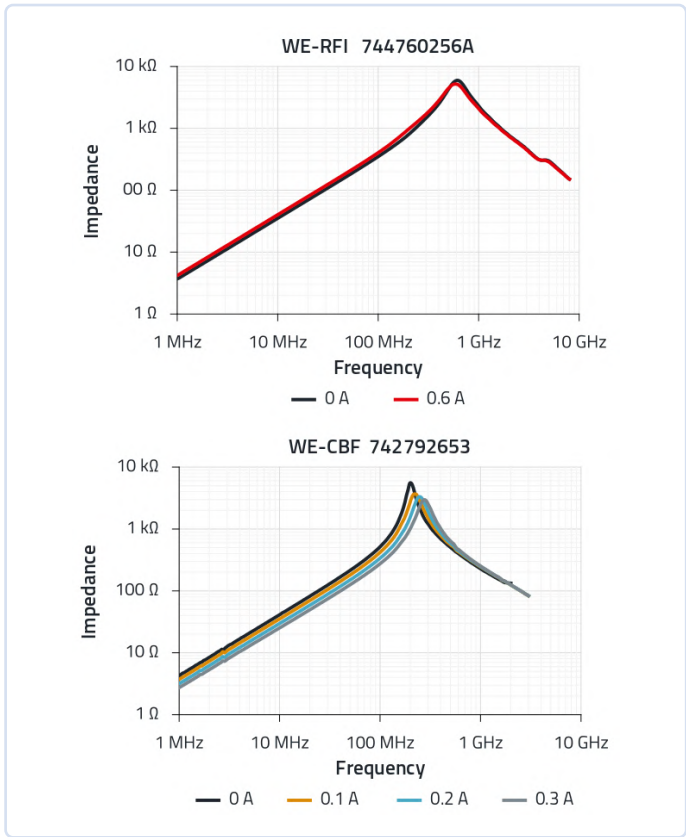 WE-RFI 744760256A
10 kΩ
1 kΩ
00 Ω
10 Ω
1 Ω
Impedance
1 MHz 10 MHz 100 MHz 1 GHz 10 GHz
Frequency
0 A 0.6 A
WE-CBF 742792653
10 kΩ
1 kΩ
100 Ω
10 Ω
1 Ω
Impedance
1 MHz 10 MHz 100 MHz 1 GHz 10 GHz
Frequency
0 A 0.1 A 0.2 A 0.3 A